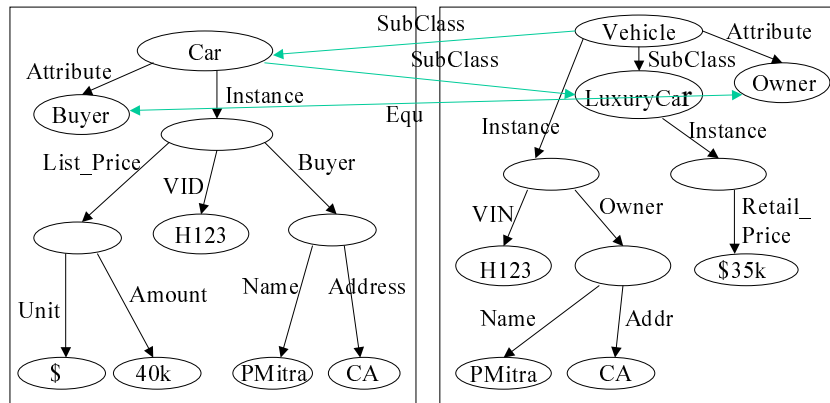 SubClass
Vehicle
Attribute
Car
SubClass
SubClass
Attribute
Owner
Instance
LuxuryCar
Buyer
Equ
Instance
Instance
List_Price
Buyer
VID
Owner
Retail_
VIN
Price
H123
H123
$35k
Name
Address
Amount
Unit
Name
Addr
$
40k
PMitra
CA
PMitra
CA